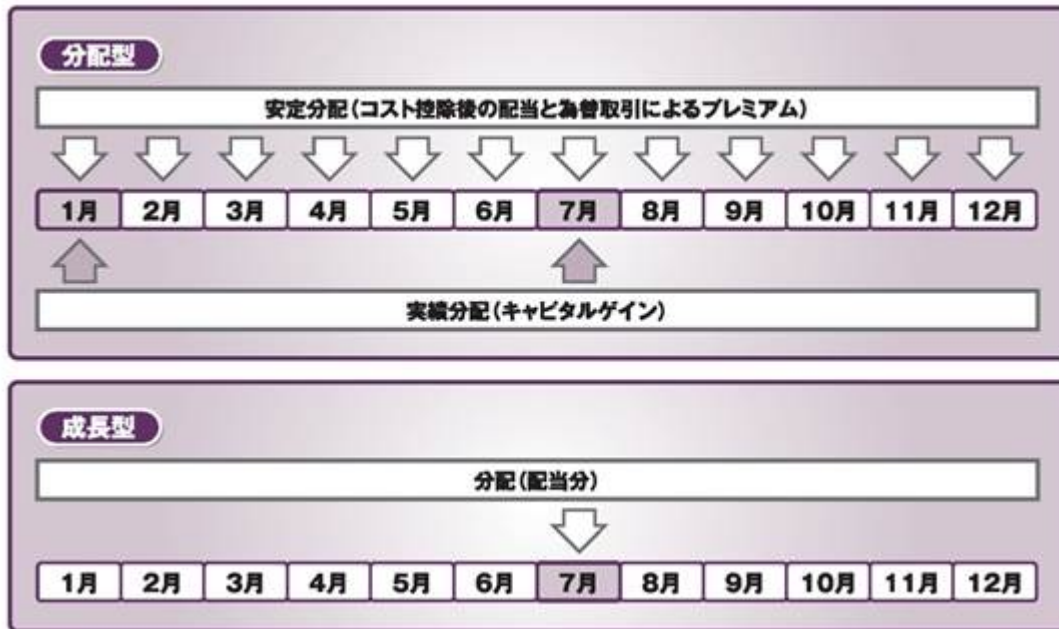 分配型
安定分配(コスト控除後の配当と為替取引によるプレミアム)
1月 2月 3月 4月 5月 6月 7月 8月 9月 10月 11月 12月
実績分配(キャピタルゲイン)
成長型
分配(配当分)
1月 2月 3月 4月 5月 6月 7月 8月 9月 10月 11月 12月